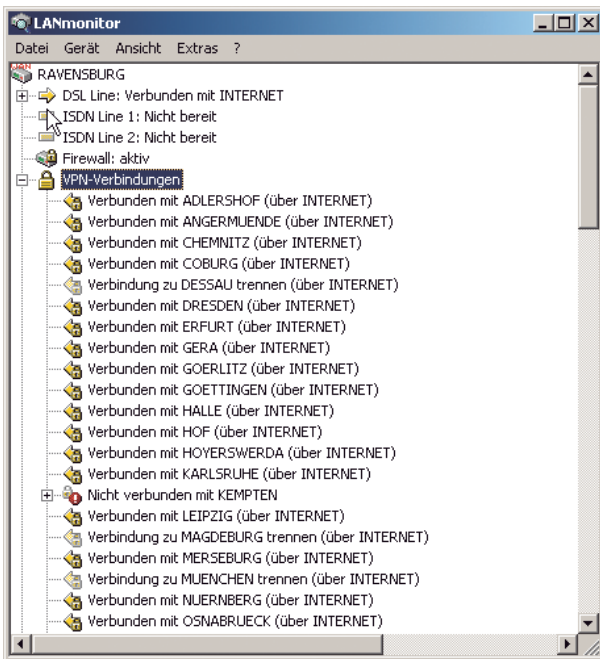 LANmonitor
Datei Gerät Ansicht Extras ?
RAVENSBURG
DSL Line: Verbunden mit INTERNET
ISDN Line 1: Nicht bereit
ISDN Line 2: Nicht bereit
Firewall: aktiv
VPN-Verbindungen
Verbunden mit ADLERSHOF (über INTERNET)
Verbunden mit ANGERMUENDE (über INTERNET)
Verbunden mit CHEMNITZ (über INTERNET)
Verbunden mit COBURG (über INTERNET)
Verbindung zu DESSAU trennen (über INTERNET)
Verbunden mit DRESDEN (über INTERNET)
Verbunden mit ERFURT (über INTERNET)
Verbunden mit GERA (über INTERNET)
Verbunden mit GOERLITZ (über INTERNET)
Verbunden mit GOETTINGEN (über INTERNET)
Verbunden mit HALLE (über INTERNET)
Verbunden mit HOF (über INTERNET)
Verbunden mit HOYERSWERDA (über INTERNET)
Verbunden mit KARLSRUHE (über INTERNET)
Nicht verbunden mit KEMPTEN
Verbunden mit LEIPZIG (über INTERNET)
Verbindung zu MAGDEBURG trennen (über INTERNET)
Verbunden mit MERSEBURG (über INTERNET)
Verbindung zu MUENCHEN trennen (über INTERNET)
Verbunden mit NUERNBERG (über INTERNET)
Verbunden mit OSNABRUECK (über INTERNET)